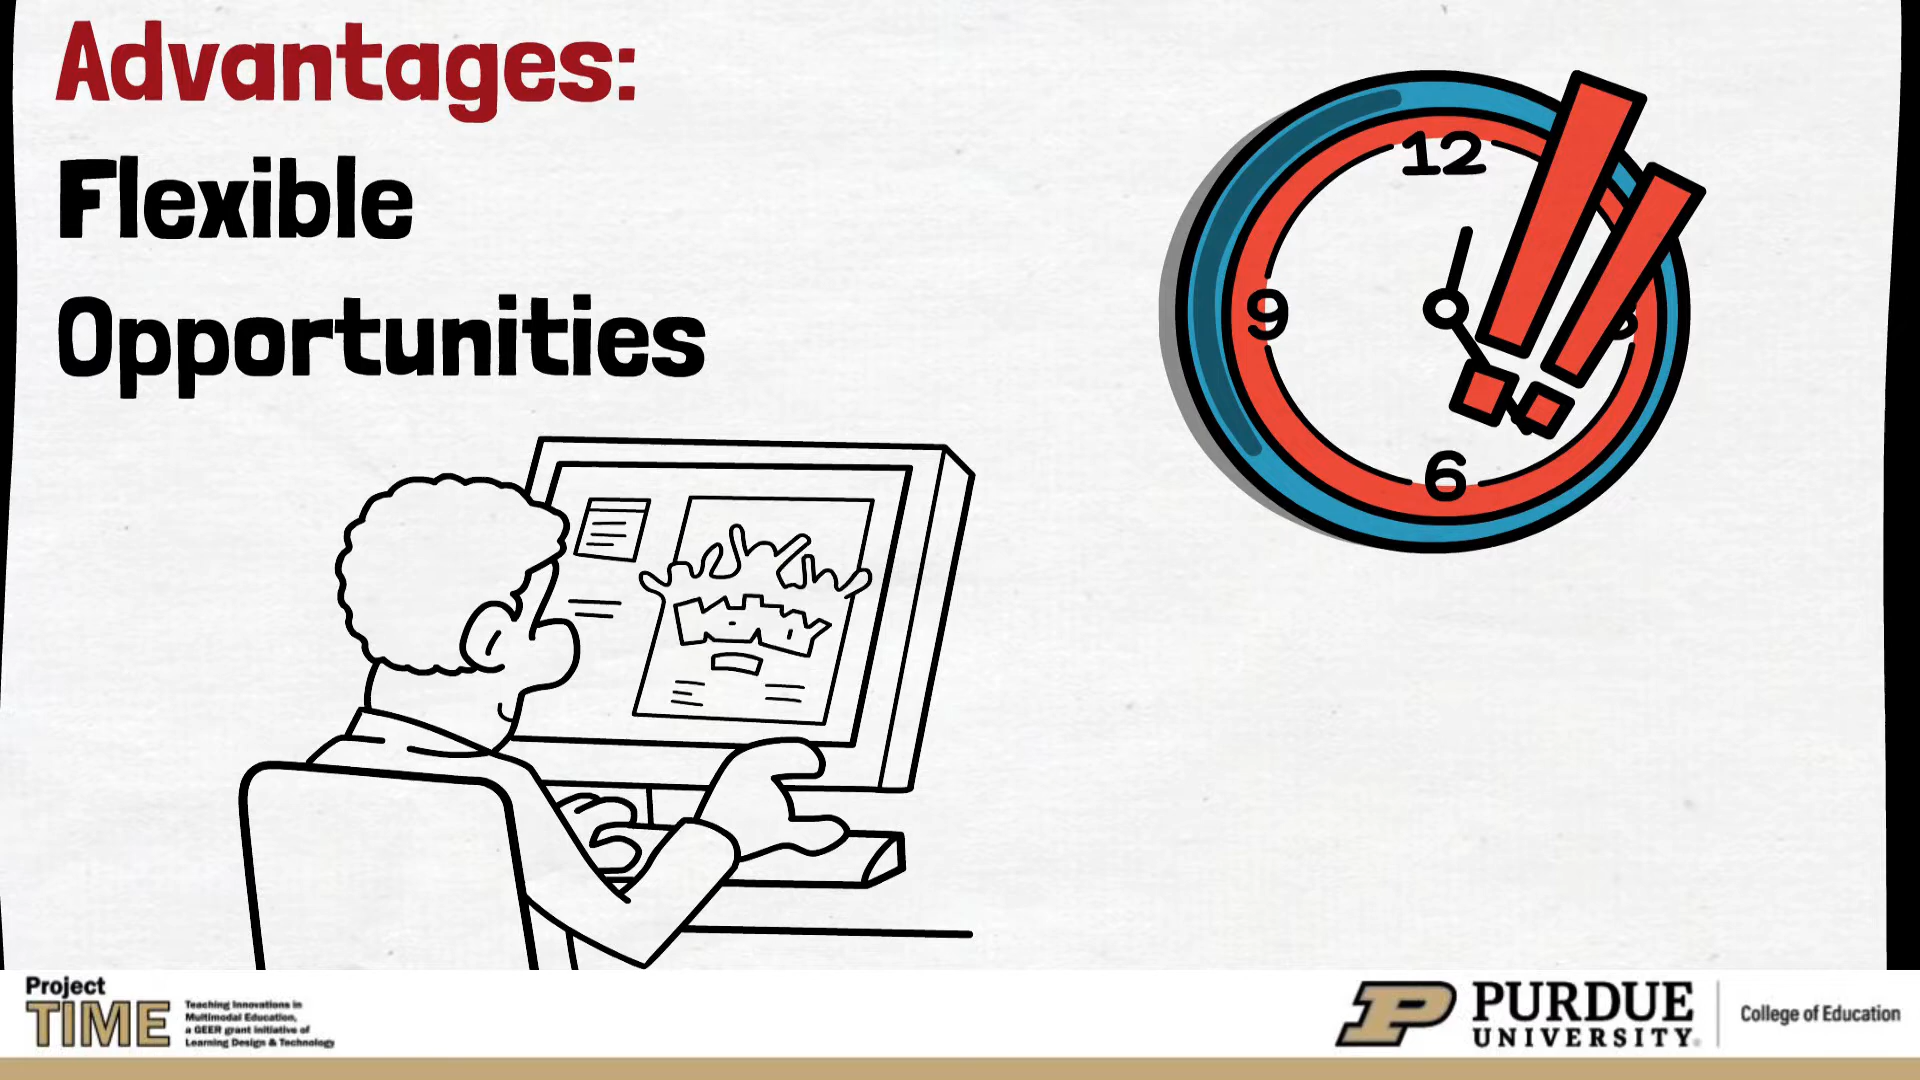 Advantages:
Flexible
Opportunities
12
9
6
Project
TIME
Teaching Innovations in
Multimodal Education,
a GEER grant initiative of
Learning Design & Technology
PURDUE
UNIVERSITY®
College of Education